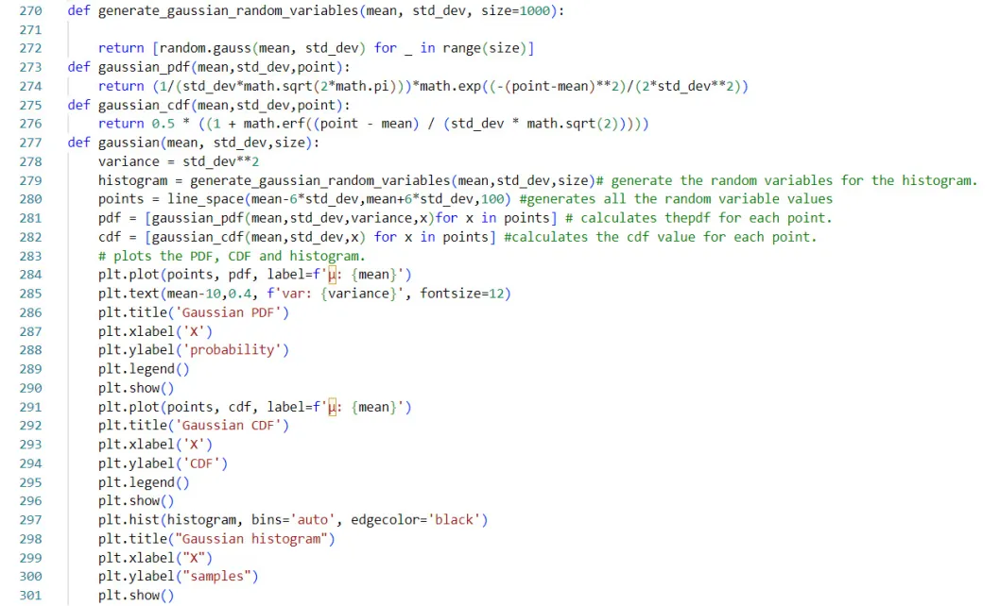 270 def generate_gaussian_random_variables(mean, std_dev, size=1000):
271
272     return [random.gauss(mean, std_dev) for _ in range(size)]
273 def gaussian_pdf(mean,std_dev,point):
274     return (1/(std_dev*math.sqrt(2*math.pi)))*math.exp((-(point-mean)**2)/(2*std_dev**2))
275 def gaussian_cdf(mean,std_dev,point):
276     return 0.5 * ((1 + math.erf((point - mean) / (std_dev * math.sqrt(2)))))
277 def gaussian(mean, std_dev,size):
278     variance = std_dev**2
279     histogram = generate_gaussian_random_variables(mean,std_dev,size)# generate the random variables for the histogram.
280     points = line_space(mean-6*std_dev,mean+6*std_dev,100) #generates all the random variable values
281     pdf = [gaussian_pdf(mean,std_dev,variance,x)for x in points] # calculates thepdf for each point.
282     cdf = [gaussian_cdf(mean,std_dev,x) for x in points] #calculates the cdf value for each point.
283     # plots the PDF, CDF and histogram.
284     plt.plot(points, pdf, label=f'μ: {mean}')
285     plt.text(mean-10,0.4, f'var: {variance}', fontsize=12)
286     plt.title('Gaussian PDF')
287     plt.xlabel('X')
288     plt.ylabel('probability')
289     plt.legend()
290     plt.show()
291     plt.plot(points, cdf, label=f'μ: {mean}')
292     plt.title('Gaussian CDF')
293     plt.xlabel('X')
294     plt.ylabel('CDF')
295     plt.legend()
296     plt.show()
297     plt.hist(histogram, bins='auto', edgecolor='black')
298     plt.title("Gaussian histogram")
299     plt.xlabel("X")
300     plt.ylabel("samples")
301     plt.show()